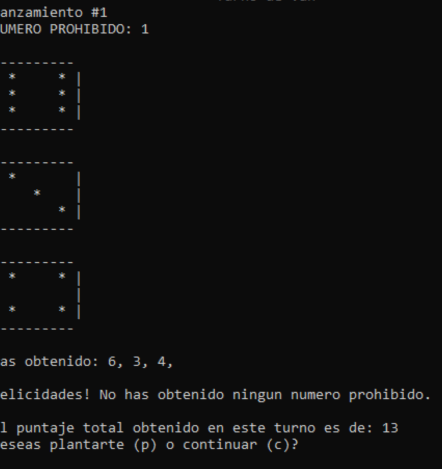 anzamiento #1
UMERO PROHIBIDO: 1
---------
* * |
* * |
* * |
---------
---------
* |
* |
* |
---------
---------
* * |
|
* * |
---------
as obtenido: 6, 3, 4,
elicidades! No has obtenido ningun numero prohibido.
l puntaje total obtenido en este turno es de: 13
eseas plantarte (p) o continuar (c)?